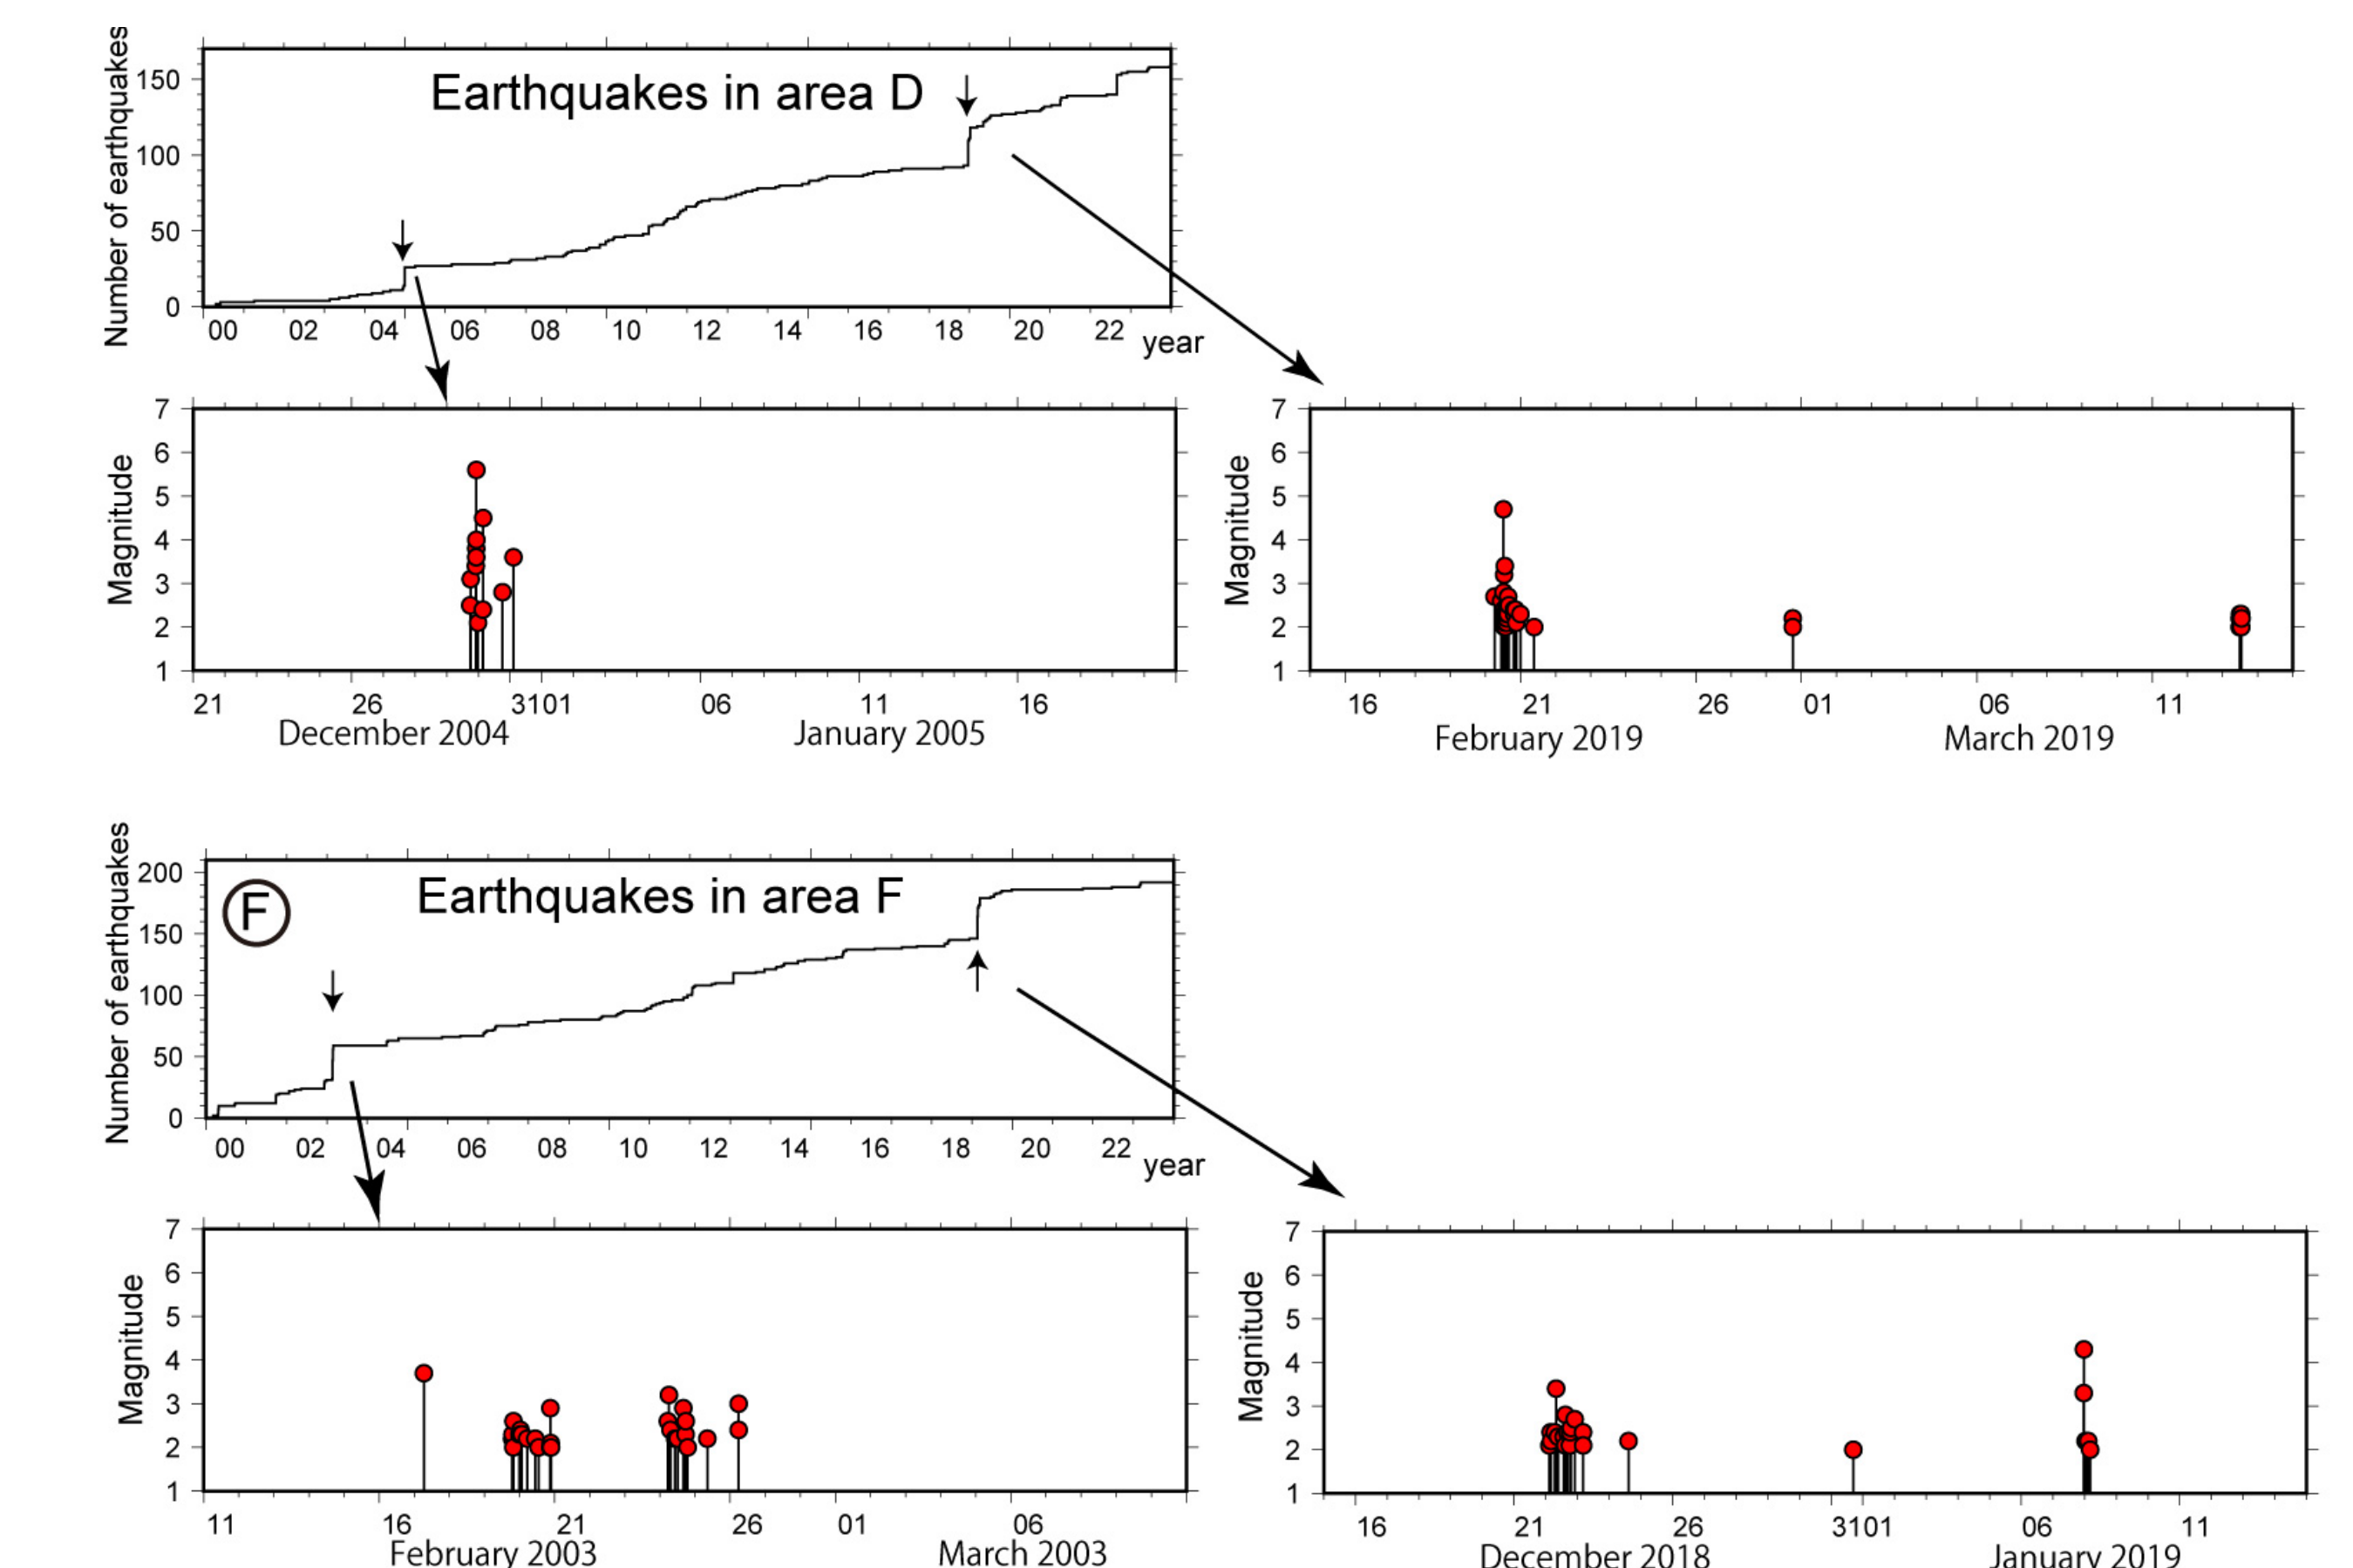 Number of earthquakes
150
100
50
0
Earthquakes in area D
00 02 04 06 08 10 12 14 16 18 20 22
year
Magnitude
7
6
5
4
3
2
1
21 26 3101 06 11 16
December 2004 January 2005
Magnitude
7
6
5
4
3
2
1
16 21 26 01 06 11
February 2019 March 2019
Number of earthquakes
200
150
100
50
0
F
Earthquakes in area F
00 02 04 06 08 10 12 14 16 18 20 22
year
Magnitude
7
6
5
4
3
2
1
11 16 21 26 01 06
February 2003 March 2003
Magnitude
7
6
5
4
3
2
1
16 21 26 3101 06 11
December 2018 January 2019